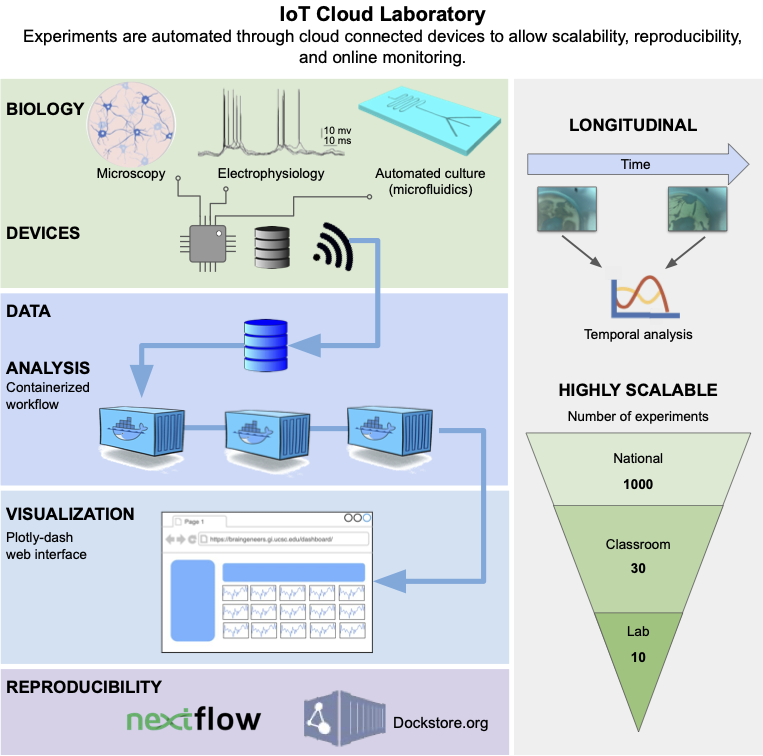 IoT Cloud Laboratory
Experiments are automated through cloud connected devices to allow scalability, reproducibility,
and online monitoring.
BIOLOGY
10 mv
10 ms
Microscopy
Electrophysiology
Automated culture
(microfluidics)
DEVICES
DATA
ANALYSIS
Containerized
workflow
VISUALIZATION
Plotly-dash
web interface
Page 1
https://braingeneers.gi.ucsc.edu/dashboard/
REPRODUCIBILITY
nextflow
Dockstore.org
LONGITUDINAL
Time
Temporal analysis
HIGHLY SCALABLE
Number of experiments
National
1000
Classroom
30
Lab
10